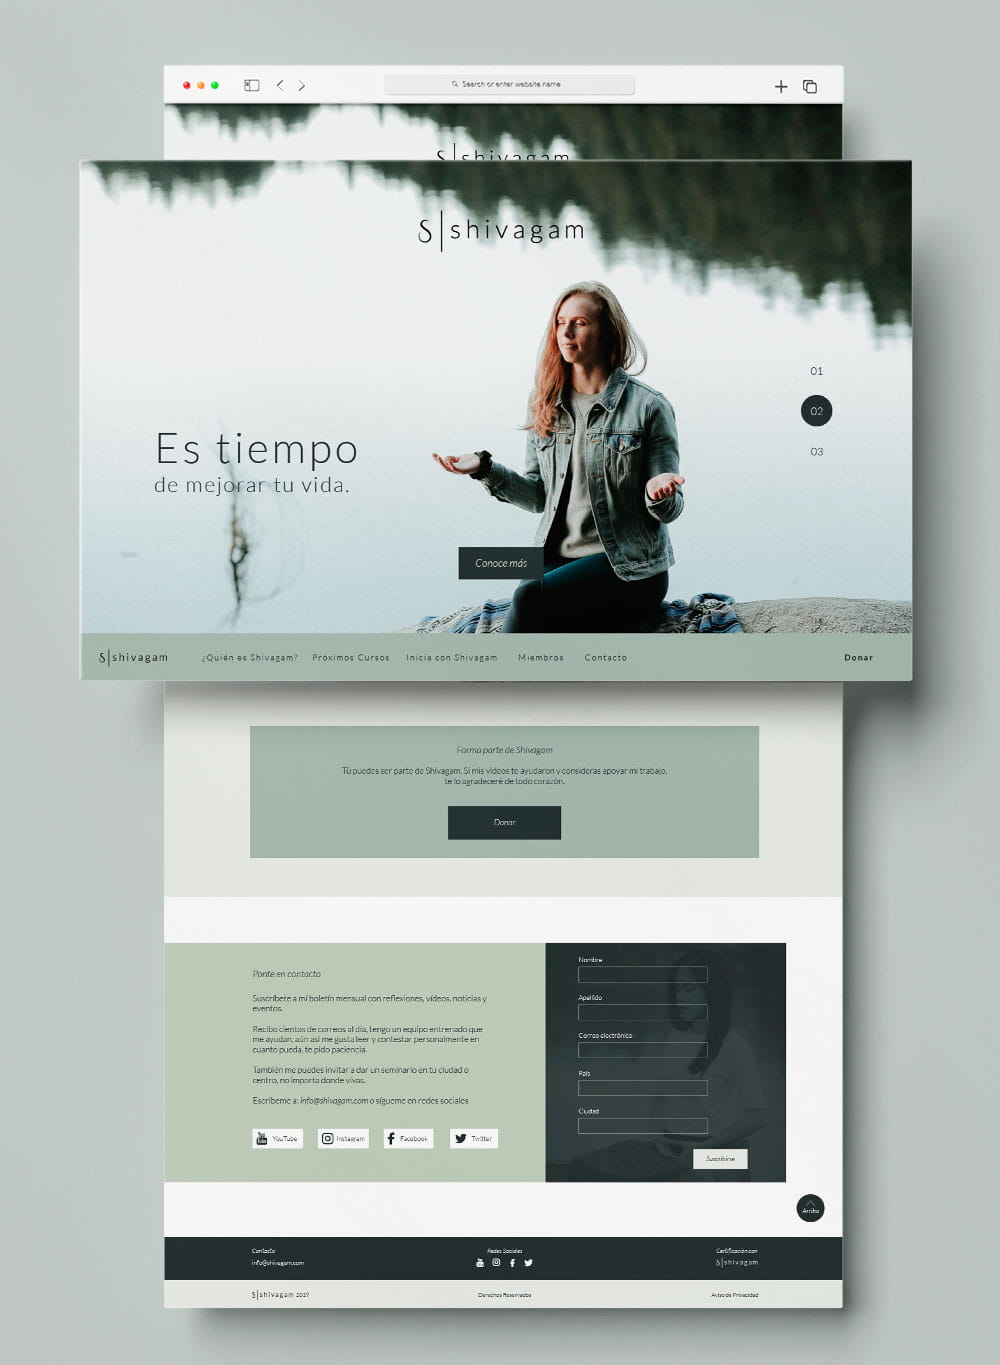 Search or enter website name
S|shivagam
S|shivagam
01
02
03
Es tiempo
de mejorar tu vida.
Conoce más
S|shivagam ¿Quién es Shivagam? Próximos Cursos Inicia con Shivagam Miembros Contacto Donar
Forma parte de Shivagam
Tú puedes ser parte de Shivagam. Si mis videos te ayudaron y consideras apoyar mi trabajo,
te lo agradeceré de todo corazón.
Donar
Ponte en contacto
Suscríbete a mi boletín mensual con reflexiones, vídeos, noticias y
eventos.
Recibo cientos de correos al día, tengo un equipo entrenado que
me ayudan, aún así me gusta leer y contestar personalmente en
cuanto pueda, te pido paciencia.
También me puedes invitar a dar un seminario en tu ciudad o
centro, no importa donde vivas.
Escríbeme a: info@shivagam.com o sígueme en redes sociales
YouTube Instagram Facebook Twitter
Nombre
Apellido
Correo electrónico
País
Ciudad
Suscribirse
Arriba
Contacto Redes Sociales Certificación con
info@shivagam.com S|shivagam
S|shivagam 2019 Derechos Reservados Aviso de Privacidad